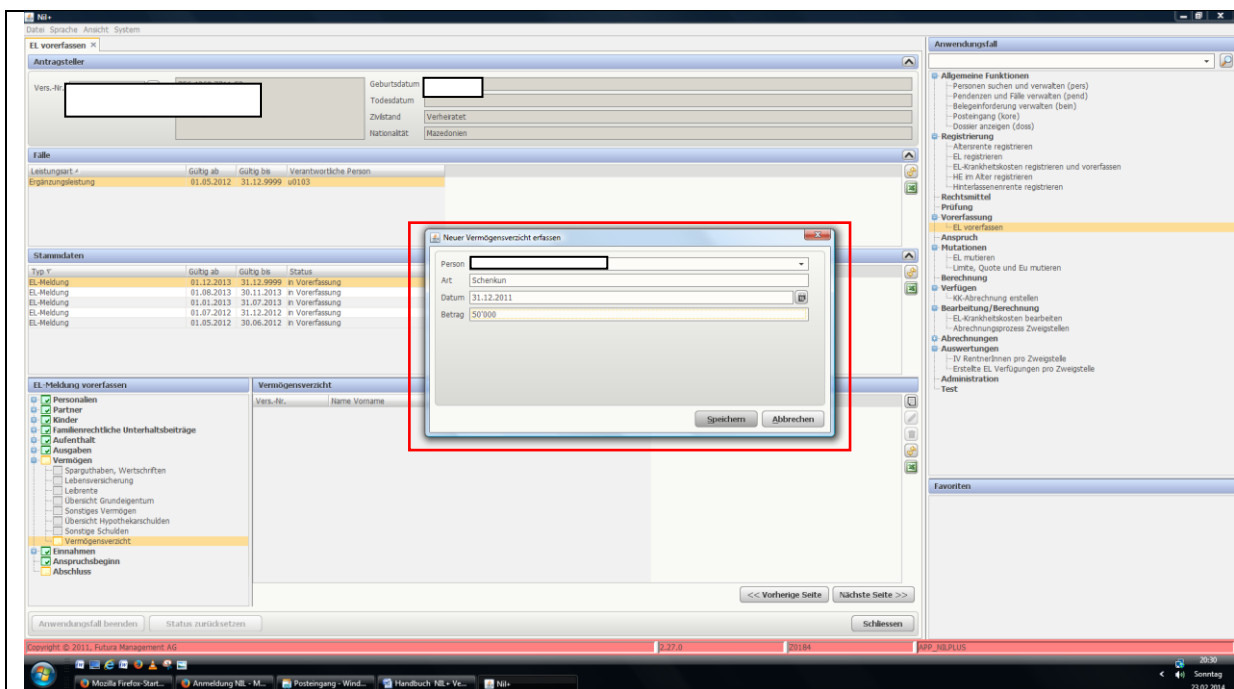 Nil+
Datei Sprache Ansicht System
EL vorerfassen
Antragsteller
Vers.-Nr.
Geburtsdatum
Todesdatum
Zivilstand Verheiratet
Nationalität Mazedonien
Fälle
Leistungsart Gültig ab Gültig bis Verantwortliche Person
Ergänzungsleistung 01.05.2012 31.12.9999 u0103
Stammdaten
Typ Gültig ab Gültig bis Status
EL-Meldung 01.12.2013 31.12.9999 in Vorerfassung
EL-Meldung 01.08.2013 30.11.2013 in Vorerfassung
EL-Meldung 01.01.2013 31.07.2013 in Vorerfassung
EL-Meldung 01.07.2012 31.12.2012 in Vorerfassung
EL-Meldung 01.05.2012 30.06.2012 in Vorerfassung
Neuer Vermögensverzicht erfassen
Person
Art Schenkun
Datum 31.12.2011
Betrag 50'000
Speichern Abbrechen
EL-Meldung vorerfassen
Personalien
Partner
Kinder
Familienrechtliche Unterhaltsbeiträge
Aufenthalt
Ausgaben
Vermögen
Sparguthaben, Wertschriften
Lebensversicherung
Leibrente
Übersicht Grundeigentum
Sonstiges Vermögen
Übersicht Hypothekarschulden
Sonstige Schulden
Vermögensverzicht
Einnahmen
Anspruchsbeginn
Abschluss
Vermögensverzicht
Vers.-Nr. Name Vorname
<< Vorherige Seite Nächste Seite >>
Anwendungsfall beenden Status zurücksetzen Schliessen
Anwendungsfall
Allgemeine Funktionen
Personen suchen und verwalten (pers)
Pendenzen und Fälle verwalten (pend)
Belegeinforderung verwalten (bein)
Posteingang (kore)
Dossier anzeigen (doss)
Registrierung
Altersrente registrieren
EL registrieren
EL-Krankheitskosten registrieren und vorerfassen
HE im Alter registrieren
Hinterlassenenrente registrieren
Rechtsmittel
Prüfung
Vorerfassung
EL vorerfassen
Anspruch
Mutationen
EL mutieren
Limite, Quote und Eu mutieren
Berechnung
Verfügen
KK-Abrechnung erstellen
Bearbeitung/Berechnung
EL-Krankheitskosten bearbeiten
Abrechnungsprozess Zweigstellen
Abrechnungen
Auswertungen
IV RentnerInnen pro Zweigstelle
Erstellte EL Verfügungen pro Zweigstelle
Administration
Test
Favoriten
Copyright © 2011, Futura Management AG 2.27.0 20184 APP_NILPLUS
Mozilla Firefox-Start... Anmeldung NIL - M... Posteingang - Wind... Handbuch NIL+ Ve... Nil+
20:30
Sonntag
23.02.2014